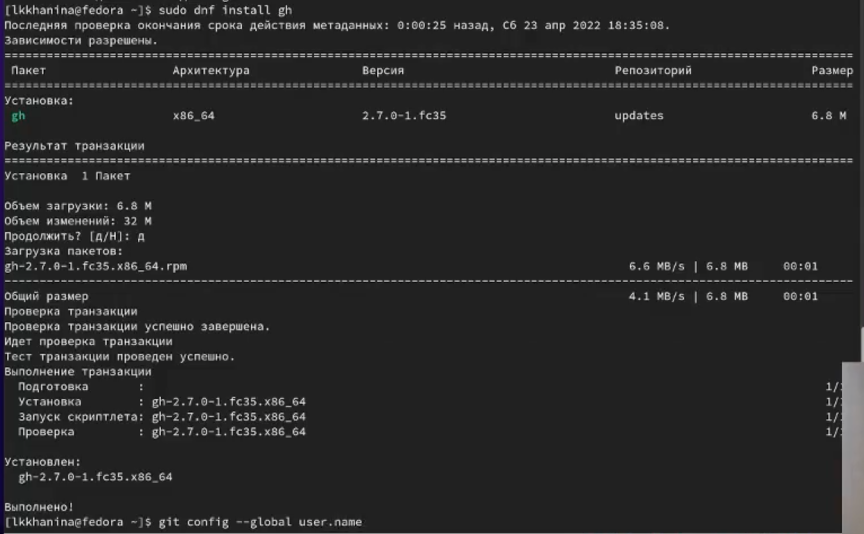 [lkkhanina@fedora ~]$ sudo dnf install gh
Последняя проверка окончания срока действия метаданных: 0:00:25 назад, Сб 23 апр 2022 18:35:08.
Зависимости разрешены.
================================================================================
Пакет Архитектура Версия Репозиторий Размер
================================================================================
Установка:
gh x86_64 2.7.0-1.fc35 updates 6.8 M
Результат транзакции
================================================================================
Установка 1 Пакет
Объем загрузки: 6.8 M
Объем изменений: 32 M
Продолжить? [д/Н]: д
Загрузка пакетов:
gh-2.7.0-1.fc35.x86_64.rpm 6.6 MB/s | 6.8 MB 00:01
--------------------------------------------------------------------------------
Общий размер 4.1 MB/s | 6.8 MB 00:01
Проверка транзакции
Проверка транзакции успешно завершена.
Идет проверка транзакции
Тест транзакции проведен успешно.
Выполнение транзакции
Подготовка : 1/
Установка : gh-2.7.0-1.fc35.x86_64 1/
Запуск скриптлета: gh-2.7.0-1.fc35.x86_64 1/
Проверка : gh-2.7.0-1.fc35.x86_64 1/
Установлен:
gh-2.7.0-1.fc35.x86_64
Выполнено!
[lkkhanina@fedora ~]$ git config --global user.name